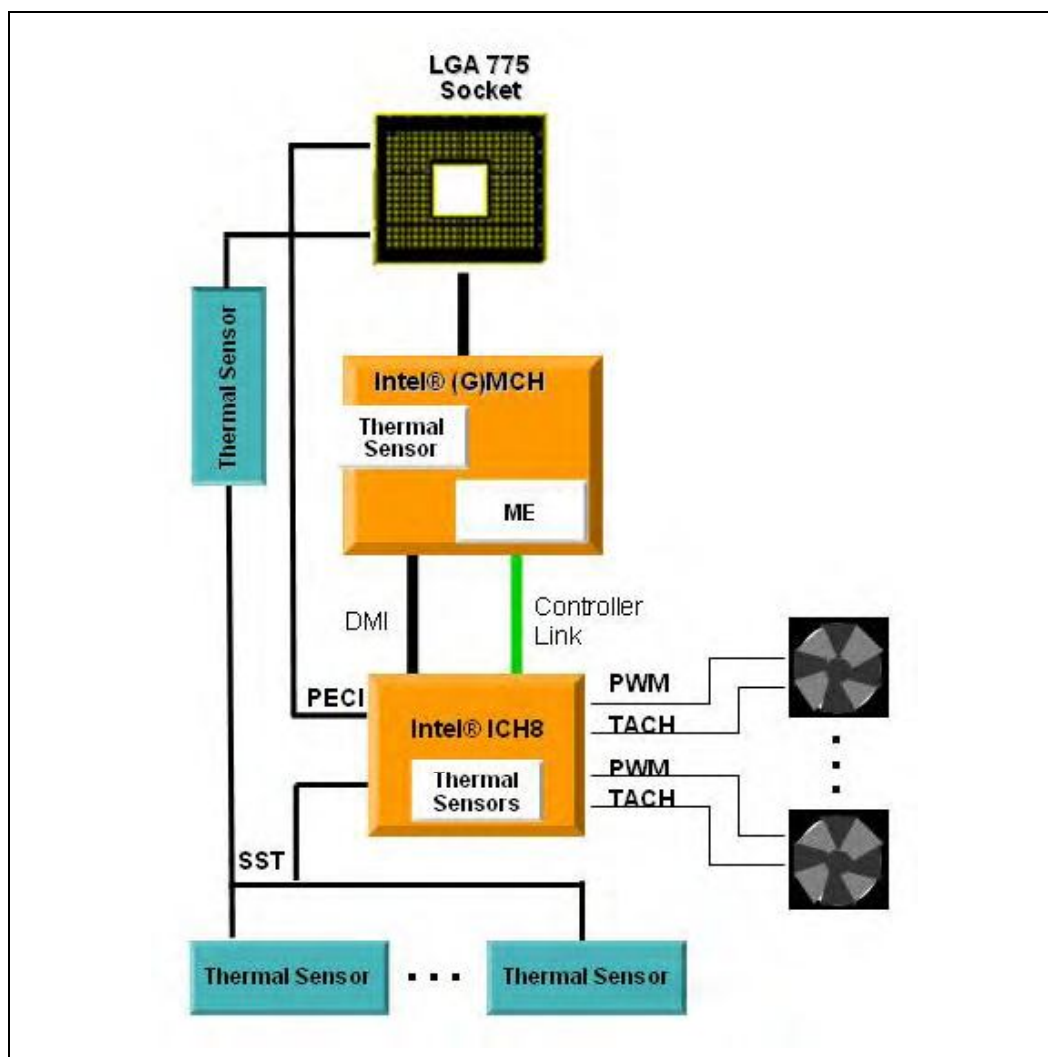 LGA 775
Socket
Thermal Sensor
Intel® (G)MCH
Thermal
Sensor
ME
DMI
Controller
Link
PECI
Intel® ICH8
Thermal
Sensors
PWM
TACH
PWM
TACH
SST
Thermal Sensor
Thermal Sensor